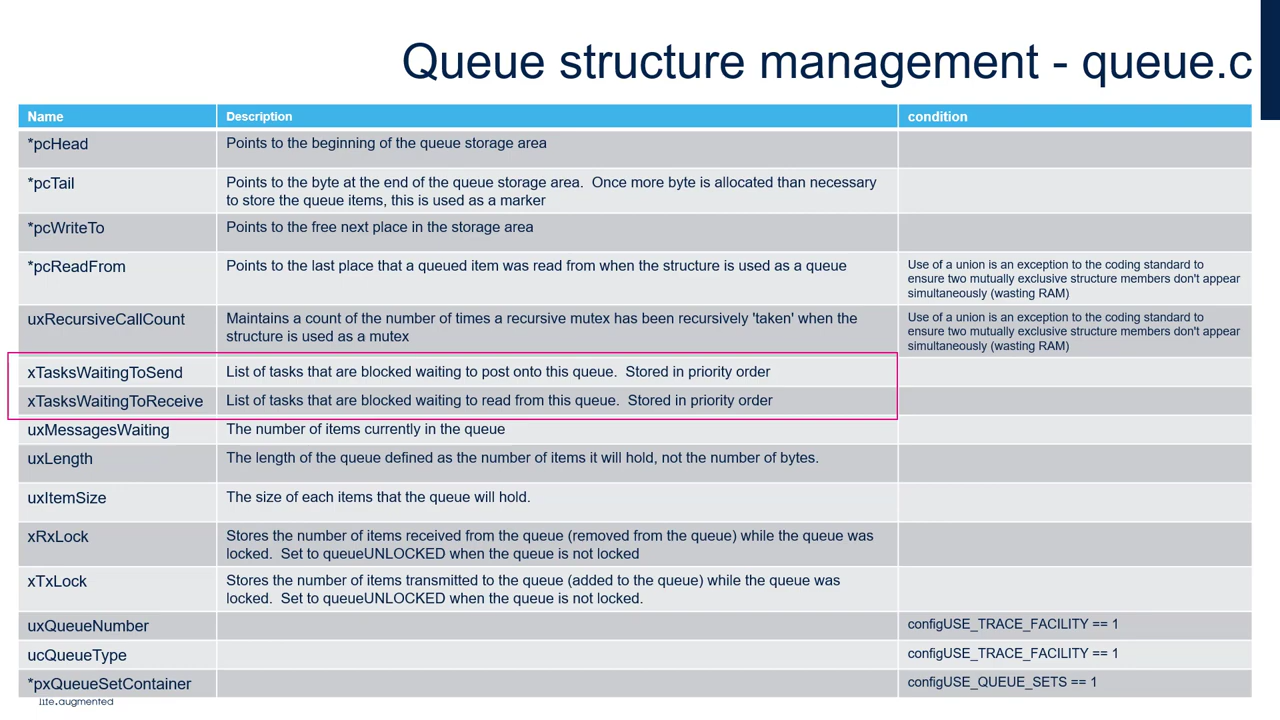 Queue structure management - queue.c
Name Description condition
*pcHead Points to the beginning of the queue storage area
*pcTail Points to the byte at the end of the queue storage area.  Once more byte is allocated than necessary
to store the queue items, this is used as a marker
*pcWriteTo Points to the free next place in the storage area
*pcReadFrom Points to the last place that a queued item was read from when the structure is used as a queue
Use of a union is an exception to the coding standard to
ensure two mutually exclusive structure members don't appear
simultaneously (wasting RAM)
uxRecursiveCallCount Maintains a count of the number of times a recursive mutex has been recursively 'taken' when the
structure is used as a mutex
Use of a union is an exception to the coding standard to
ensure two mutually exclusive structure members don't appear
simultaneously (wasting RAM)
xTasksWaitingToSend List of tasks that are blocked waiting to post onto this queue.  Stored in priority order
xTasksWaitingToReceive List of tasks that are blocked waiting to read from this queue.  Stored in priority order
uxMessagesWaiting The number of items currently in the queue
uxLength The length of the queue defined as the number of items it will hold, not the number of bytes.
uxItemSize The size of each items that the queue will hold.
xRxLock Stores the number of items received from the queue (removed from the queue) while the queue was
locked.  Set to queueUNLOCKED when the queue is not locked
xTxLock Stores the number of items transmitted to the queue (added to the queue) while the queue was
locked.  Set to queueUNLOCKED when the queue is not locked.
uxQueueNumber configUSE_TRACE_FACILITY == 1
ucQueueType configUSE_TRACE_FACILITY == 1
*pxQueueSetContainer configUSE_QUEUE_SETS == 1
life.augmented